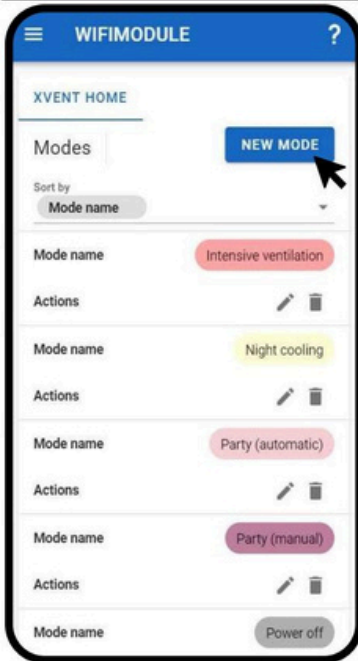 WIFIMODULE ?
XVENT HOME
Modes NEW MODE
Sort by
Mode name
Mode name Intensive ventilation
Actions
Mode name Night cooling
Actions
Mode name Party (automatic)
Actions
Mode name Party (manual)
Actions
Mode name Power off